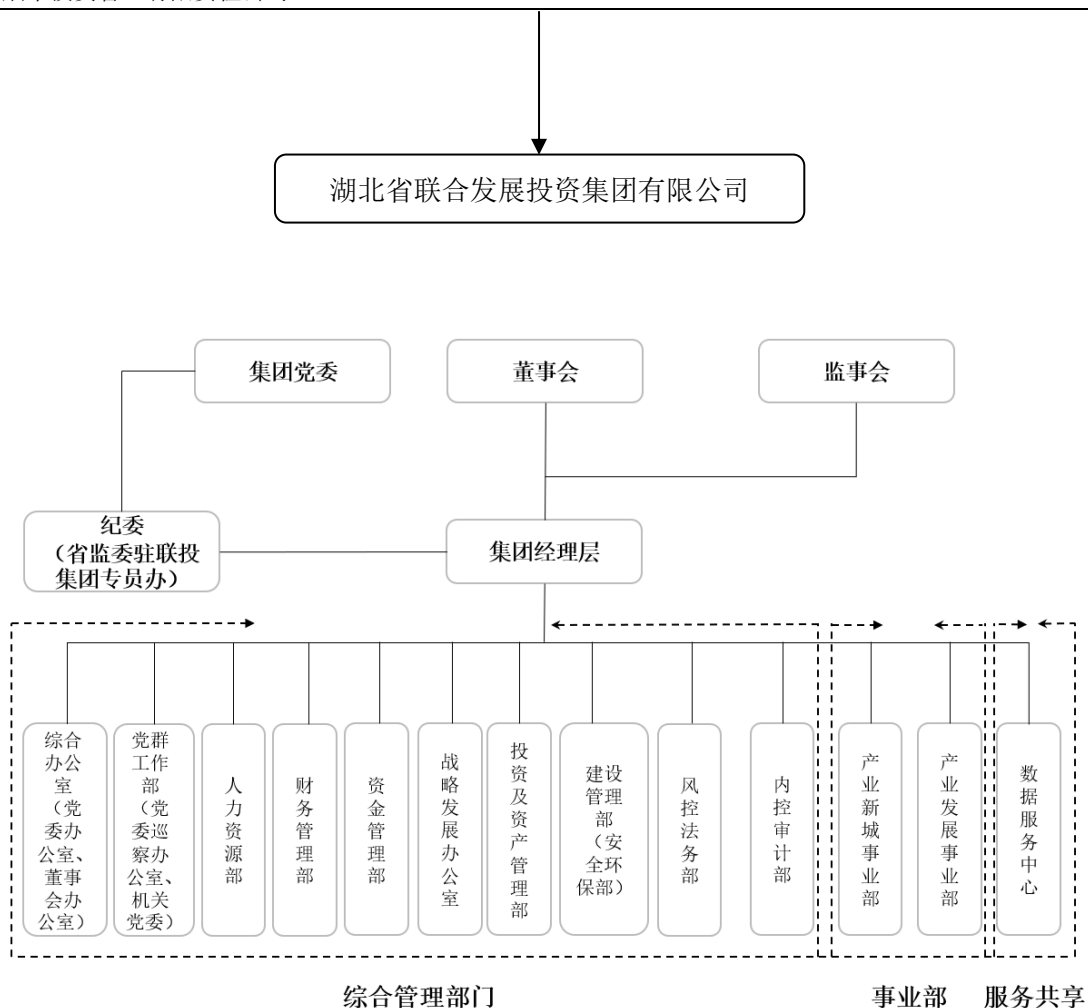 湖北省联合发展投资集团有限公司
集团党委
董事会
监事会
纪委
（省监委驻联投
集团专员办）
集团经理层
综合
办公
室
（党
委办
公室、
董事
会办
公室）
党群
工作
部
（党
委巡
察办
公室、
机关
党委）
人力资源部
财务管理部
资金管理部
战略发展办公室
投资及资产管理部
建设
管理
部
（安
全环
保部）
风控法务部
内控审计部
产业新城事业部
产业发展事业部
数据服务中心
综合管理部门
事业部
服务共享